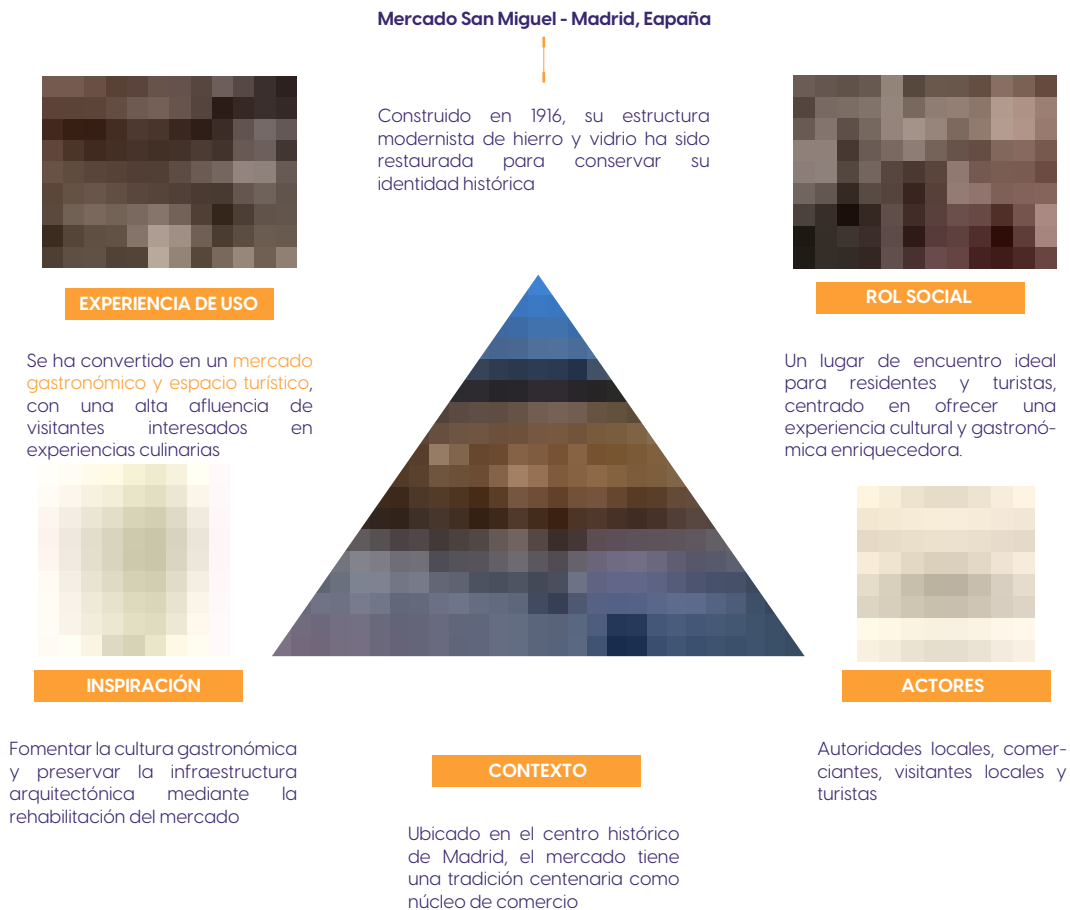 Mercado San Miguel - Madrid, Eapaña
Construido en 1916, su estructura
modernista de hierro y vidrio ha sido
restaurada para conservar su
identidad histórica
EXPERIENCIA DE USO
Se ha convertido en un mercado
gastronómico y espacio turístico,
con una alta afluencia de
visitantes interesados en
experiencias culinarias
ROL SOCIAL
Un lugar de encuentro ideal
para residentes y turistas,
centrado en ofrecer una
experiencia cultural y gastronó-
mica enriquecedora.
INSPIRACIÓN
Fomentar la cultura gastronómica
y preservar la infraestructura
arquitectónica mediante la
rehabilitación del mercado
CONTEXTO
Ubicado en el centro histórico
de Madrid, el mercado tiene
una tradición centenaria como
núcleo de comercio
ACTORES
Autoridades locales, comer-
ciantes, visitantes locales y
turistas